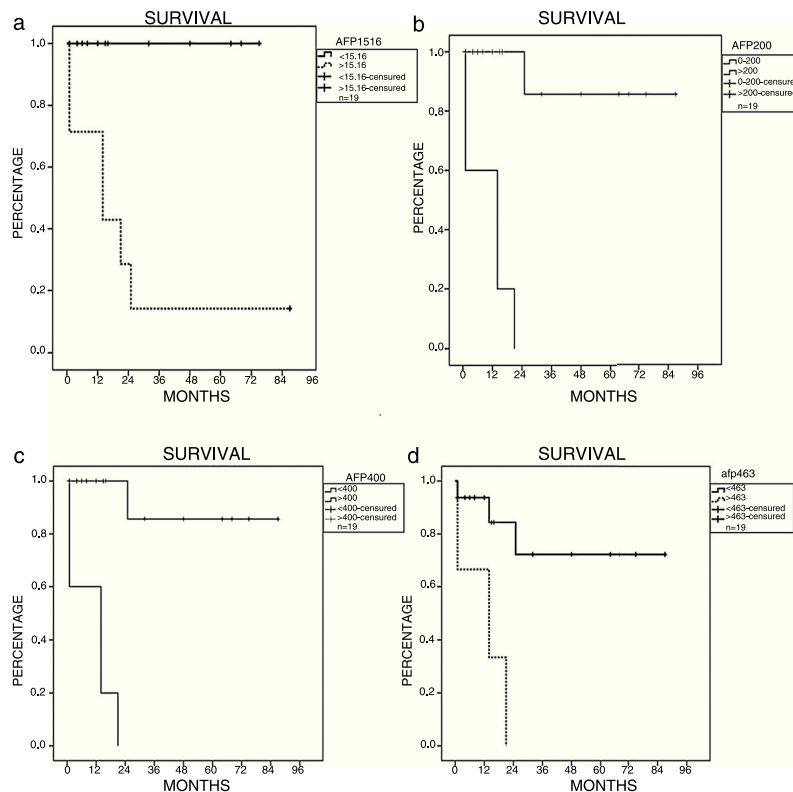 a
SURVIVAL
AFP1516
<15.16
>15.16
<15.16-censured
>15.16-censured
n=19
PERCENTAGE
1.0
0.8
0.6
0.4
0.2
0.0
0 12 24 36 48 60 72 84 96
MONTHS
b
SURVIVAL
AFP200
0-200
>200
0-200-censured
>200-censured
n=19
PERCENTAGE
1.0
0.8
0.6
0.4
0.2
0.0
0 12 24 36 48 60 72 84 96
MONTHS
c
SURVIVAL
AFP400
<400
>400
<400-censured
>400-censured
n=19
PERCENTAGE
1.0
0.8
0.6
0.4
0.2
0.0
0 12 24 36 48 60 72 84 96
MONTHS
d
SURVIVAL
afp463
<463
>463
<463-censured
>463-censured
n=19
PERCENTAGE
1.0
0.8
0.6
0.4
0.2
0.0
0 12 24 36 48 60 72 84 96
MONTHS